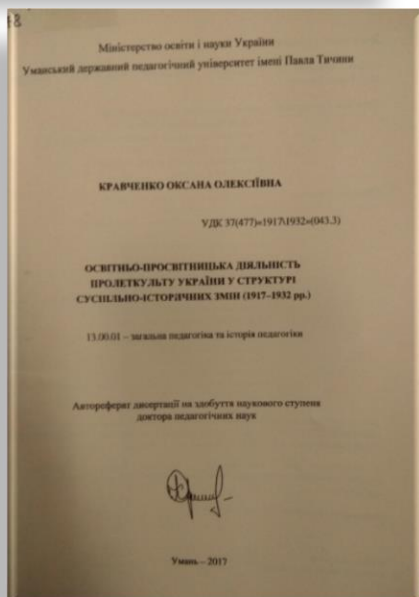 48
Міністерство освіти і науки України
Уманський державний педагогічний університет імені Павла Тичини
КРАВЧЕНКО ОКСАНА ОЛЕКСІЇВНА
УДК 37(477)«1917\1932»(043.3)
ОСВІТНЬО-ПРОСВІТНИЦЬКА ДІЯЛЬНІСТЬ
ПРОЛЕТКУЛЬТУ УКРАЇНИ У СТРУКТУРІ
СУСПІЛЬНО-ІСТОРИЧНИХ ЗМІН (1917–1932 рр.)
13.00.01 – загальна педагогіка та історія педагогіки
Автореферат дисертації на здобуття наукового ступеня
доктора педагогічних наук
Умань – 2017